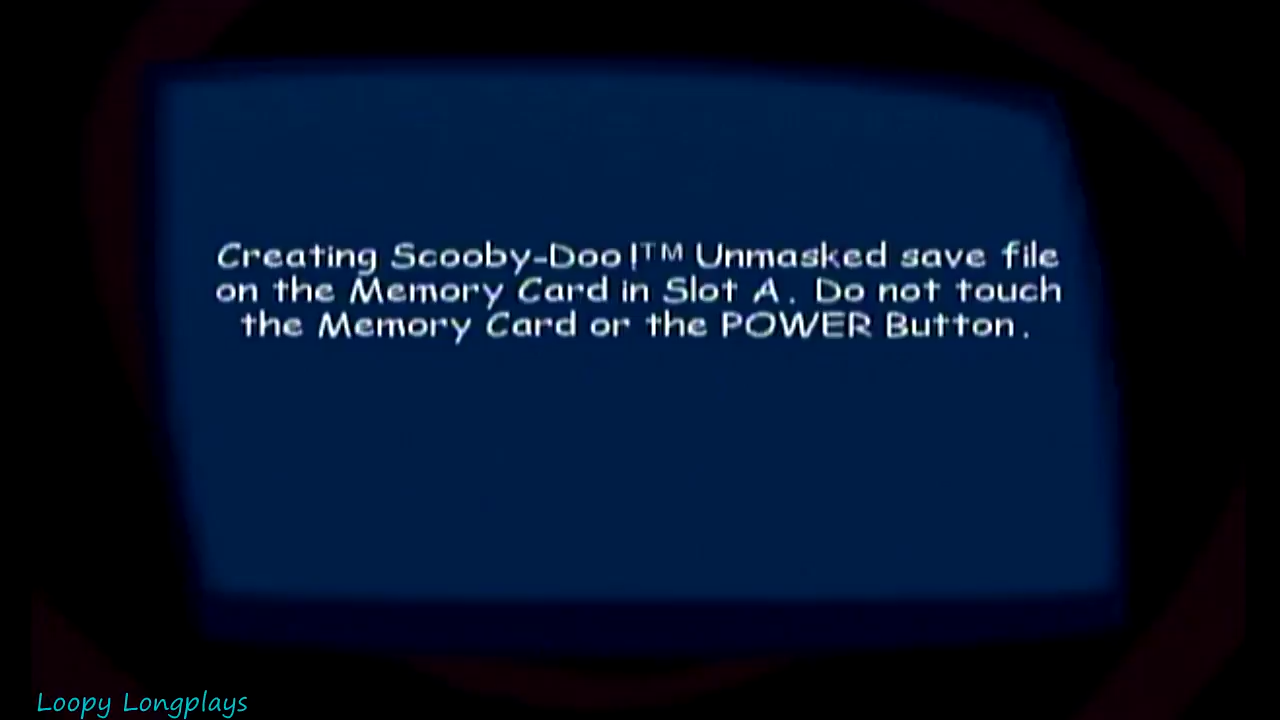 Creating Scooby-Doo!™ Unmasked save file
on the Memory Card in Slot A. Do not touch
the Memory Card or the POWER Button.
Loopy Longplays